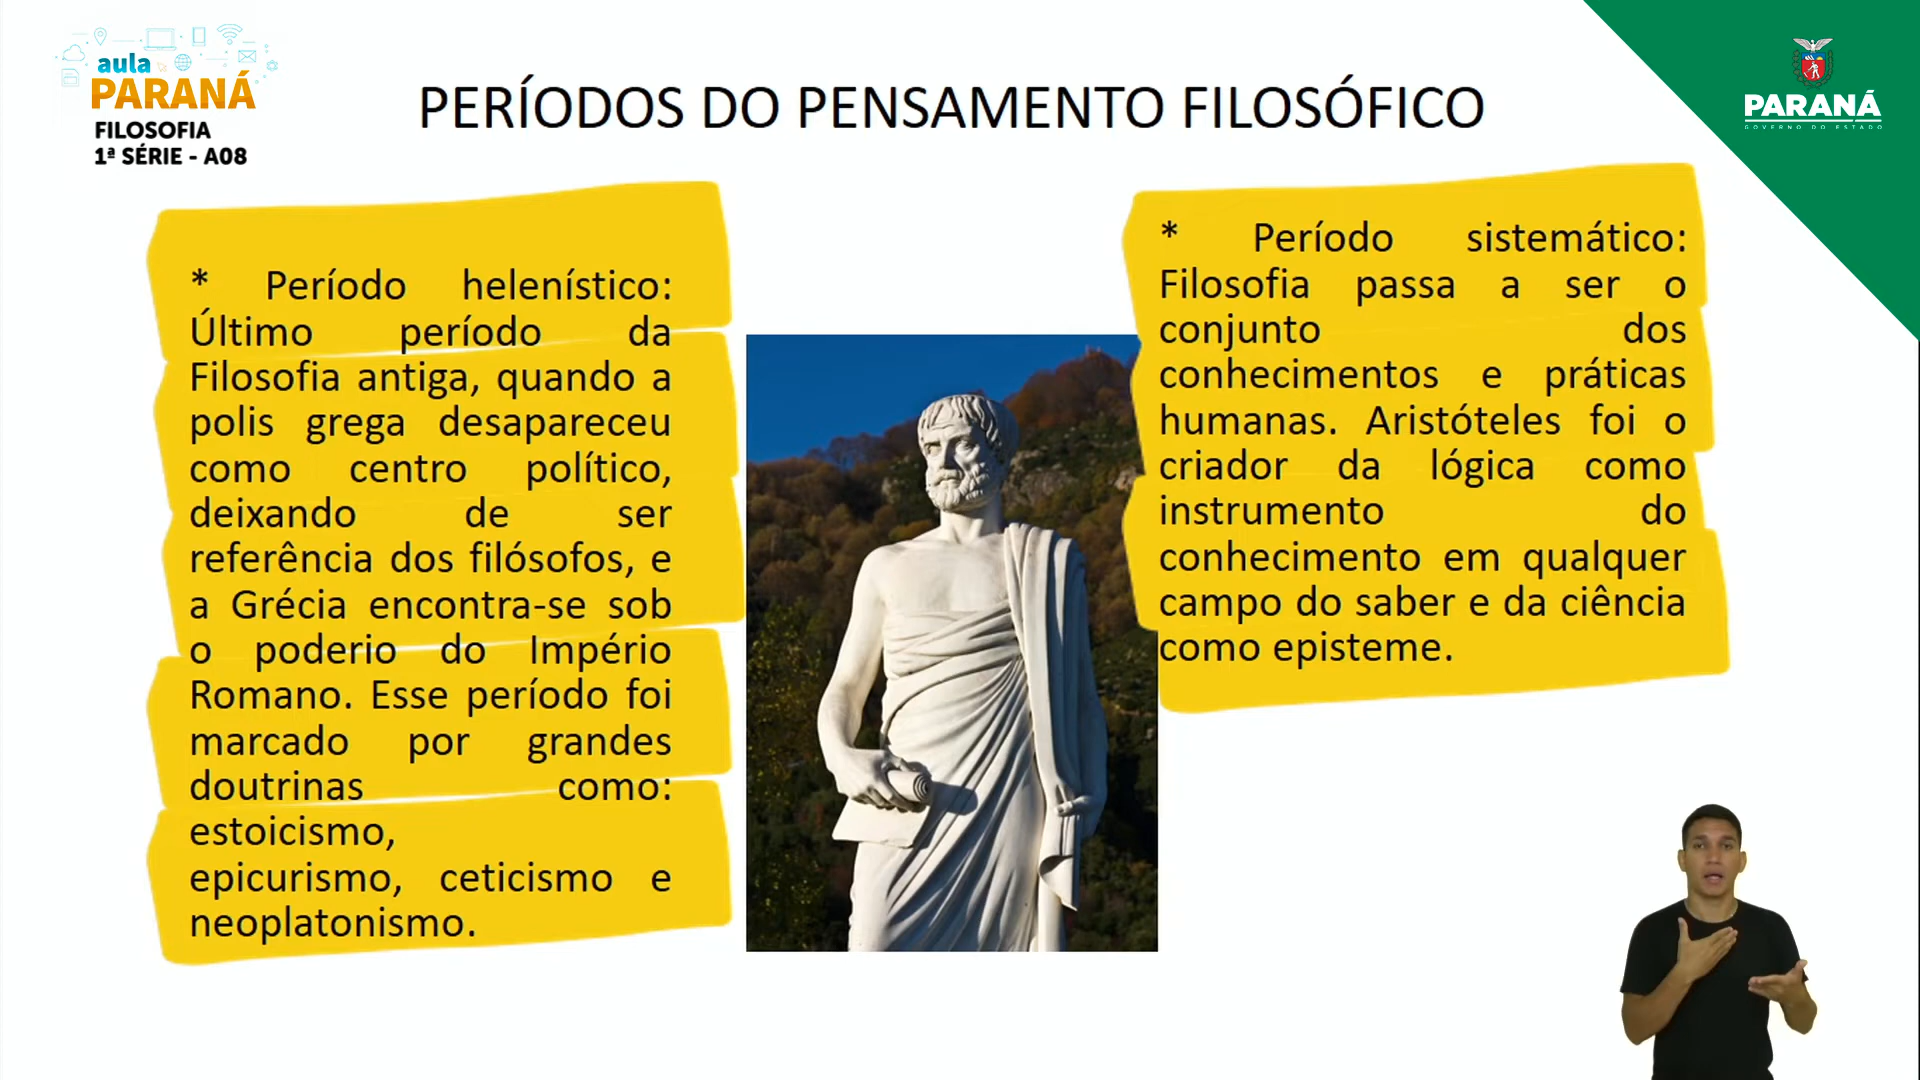 aula
PARANÁ
FILOSOFIA
1ª SÉRIE - A08
PERÍODOS DO PENSAMENTO FILOSÓFICO
PARANÁ
GOVERNO DO ESTADO
* Período helenístico:
Último período da
Filosofia antiga, quando a
polis grega desapareceu
como centro político,
deixando de ser
referência dos filósofos, e
a Grécia encontra-se sob
o poderio do Império
Romano. Esse período foi
marcado por grandes
doutrinas como:
estoicismo,
epicurismo, ceticismo e
neoplatonismo.
* Período sistemático:
Filosofia passa a ser o
conjunto dos
conhecimentos e práticas
humanas. Aristóteles foi o
criador da lógica como
instrumento do
conhecimento em qualquer
campo do saber e da ciência
como episteme.